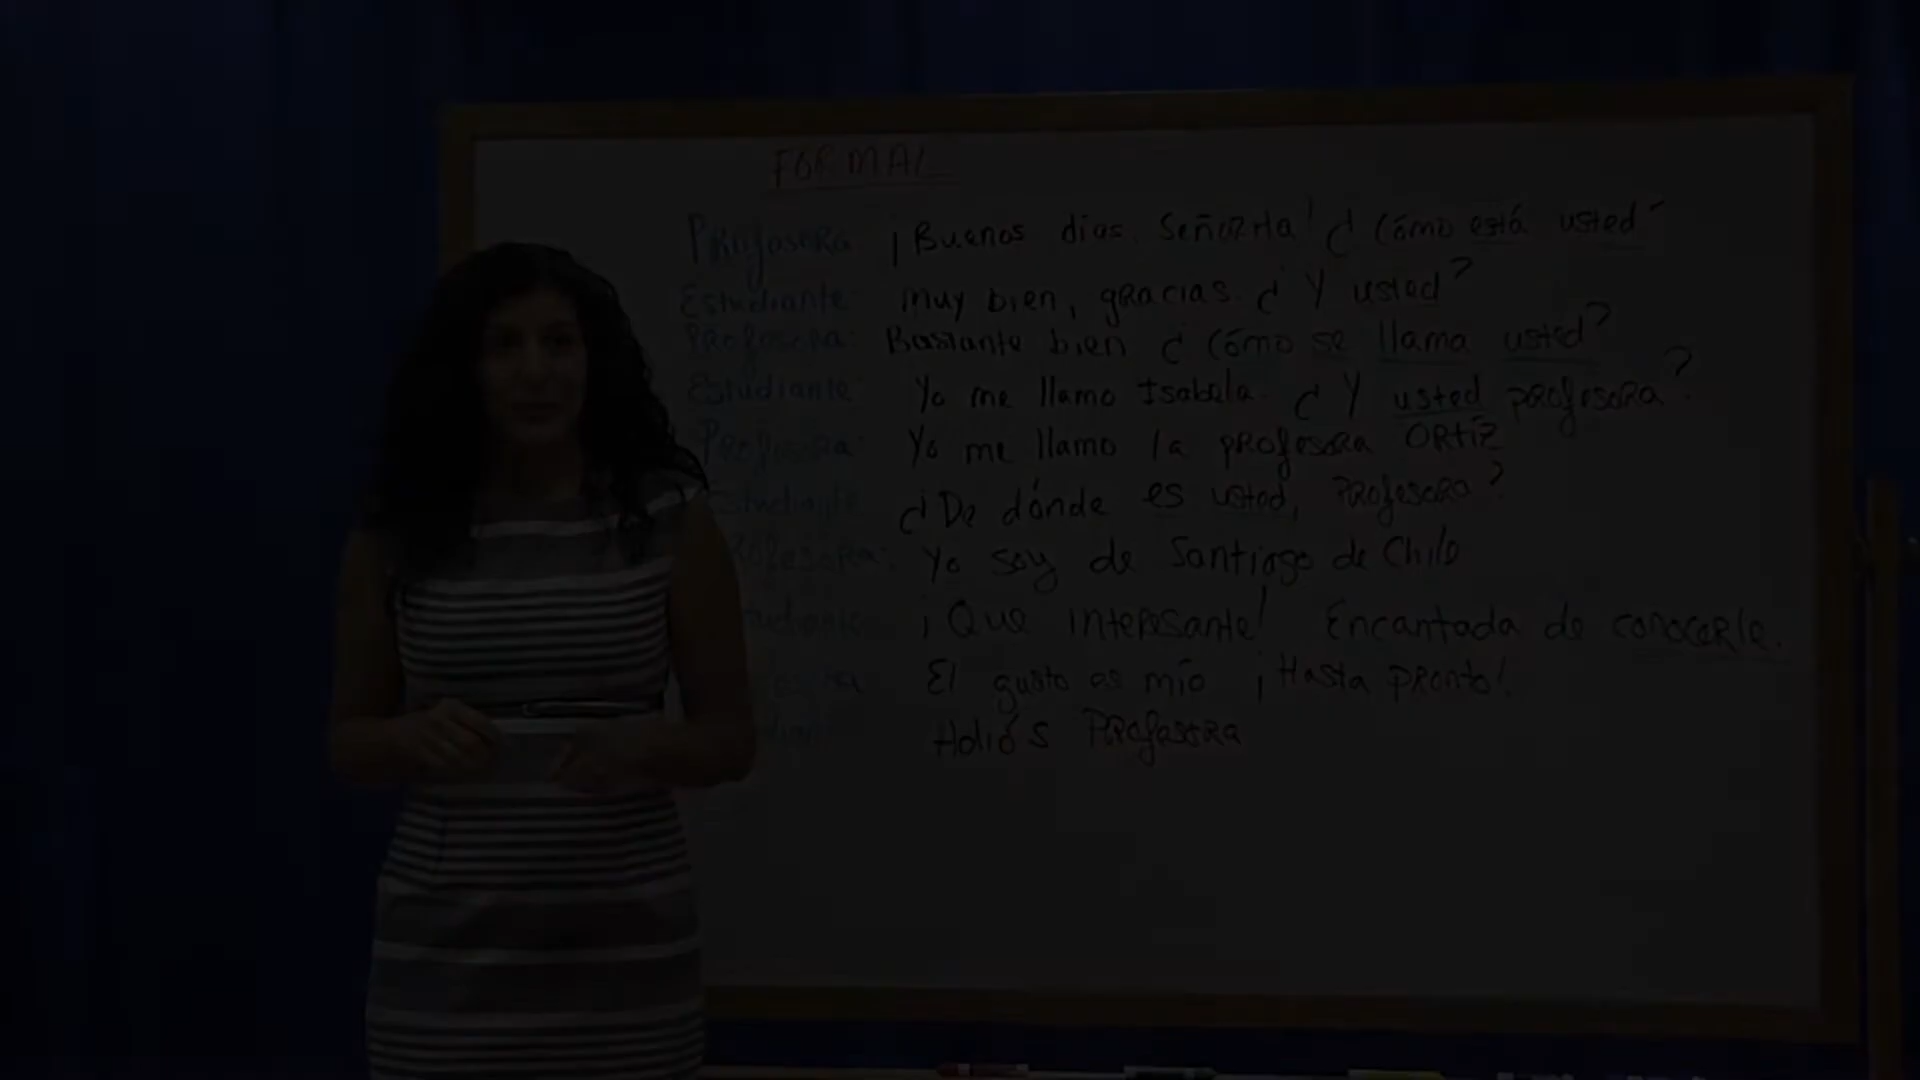 FORMAL
Profesora ¡Buenos días, Señorita! ¿Cómo está usted?
Estudiante muy bien, gracias. ¿Y usted?
Profesora: Bastante bien ¿Cómo se llama usted?
Estudiante: Yo me llamo Isabela. ¿Y usted profesora?
Profesora: Yo me llamo la profesora ORtiz
Estudiante ¿De dónde es usted, Profesora?
Profesora: Yo soy de Santiago de Chile
¡Que interesante! Encantada de conocerle.
El gusto es mío ¡Hasta pronto!
Adiós Profesora